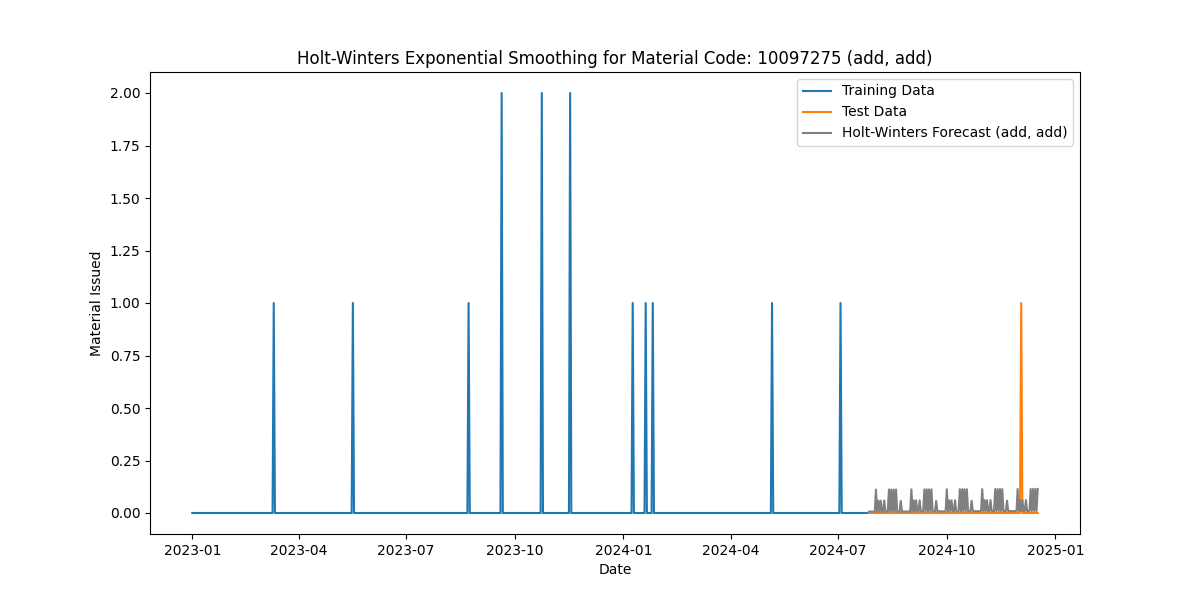 Holt-Winters Exponential Smoothing for Material Code: 10097275 (add, add)
Training Data
Test Data
Holt-Winters Forecast (add, add)
Material Issued
2.00
1.75
1.50
1.25
1.00
0.75
0.50
0.25
0.00
2023-01 2023-04 2023-07 2023-10 2024-01 2024-04 2024-07 2024-10 2025-01
Date